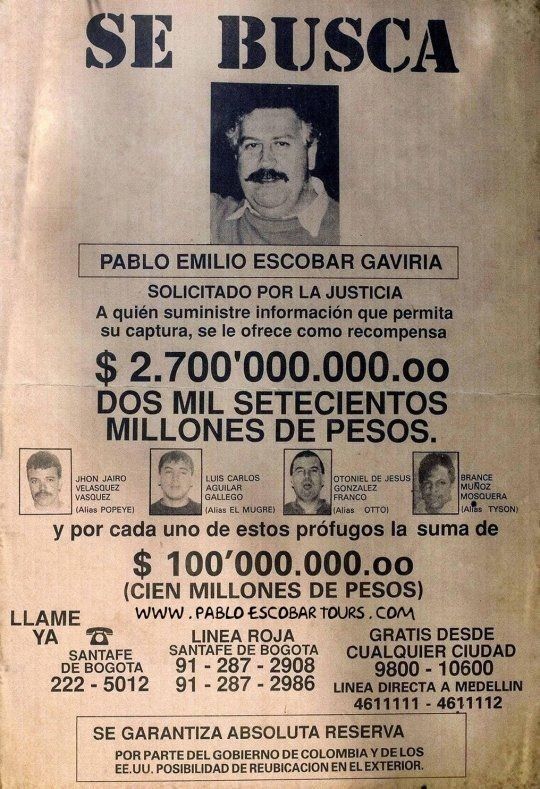 SE BUSCA
PABLO EMILIO ESCOBAR GAVIRIA
SOLICITADO POR LA JUSTICIA
A quién suministre información que permita
su captura, se le ofrece como recompensa
$ 2.700'000.000.oo
DOS MIL SETECIENTOS
MILLONES DE PESOS.
JHON JAIRO
VELASQUEZ
VASQUEZ
(Alias POPEYE)
LUIS CARLOS
AGUILAR
GALLEGO
(Alias EL MUGRE)
OTONIEL DE JESUS
GONZALEZ
FRANCO
(Alias OTTO)
BRANCE
MUÑOZ
MOSQUERA
(Alias TYSON)
y por cada uno de estos prófugos la suma de
$ 100'000.000.oo
(CIEN MILLONES DE PESOS)
WWW.PABLOESCOBARTOURS.COM
LLAME
YA
SANTAFE
DE BOGOTA
222 - 5012
LINEA ROJA
SANTAFE DE BOGOTA
91 - 287 - 2908
91 - 287 - 2986
GRATIS DESDE
CUALQUIER CIUDAD
9800 - 10600
LINEA DIRECTA A MEDELLIN
4611111 - 4611112
SE GARANTIZA ABSOLUTA RESERVA
POR PARTE DEL GOBIERNO DE COLOMBIA Y DE LOS
EE.UU. POSIBILIDAD DE REUBICACION EN EL EXTERIOR.